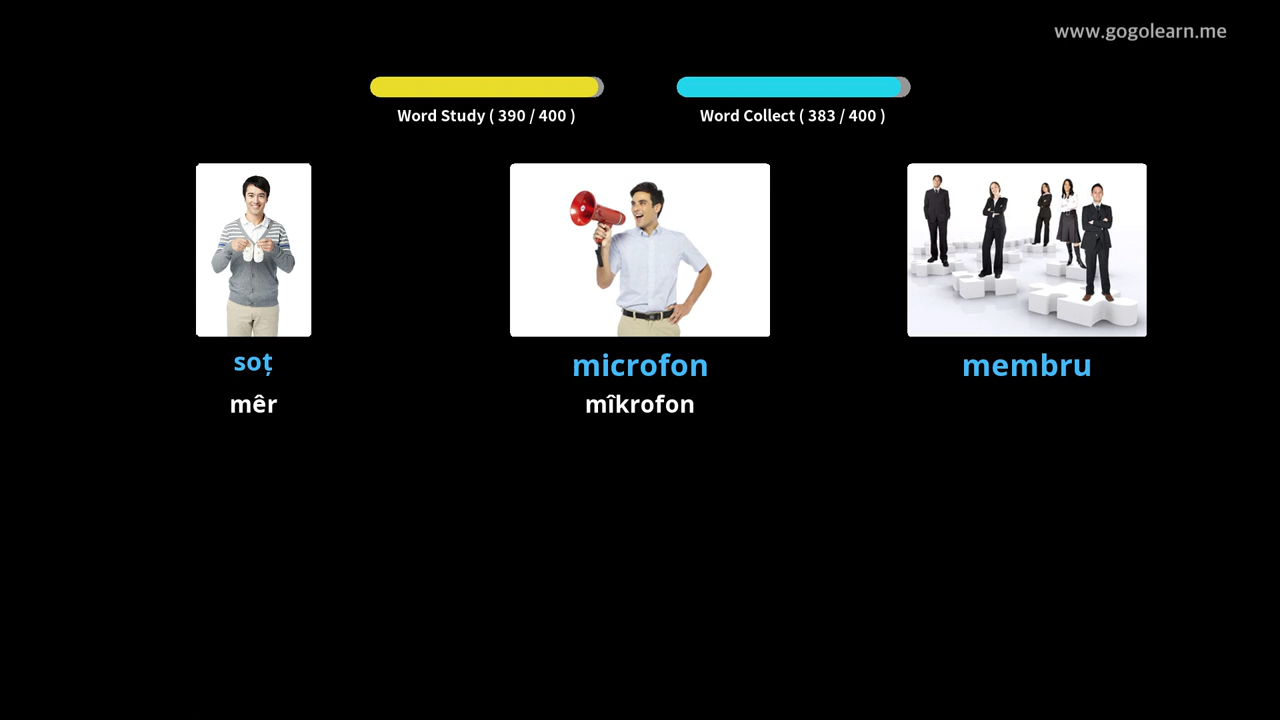 www.gogolearn.me
Word Study ( 390 / 400 )
Word Collect ( 383 / 400 )
soț
microfon
membru
mêr
mîkrofon